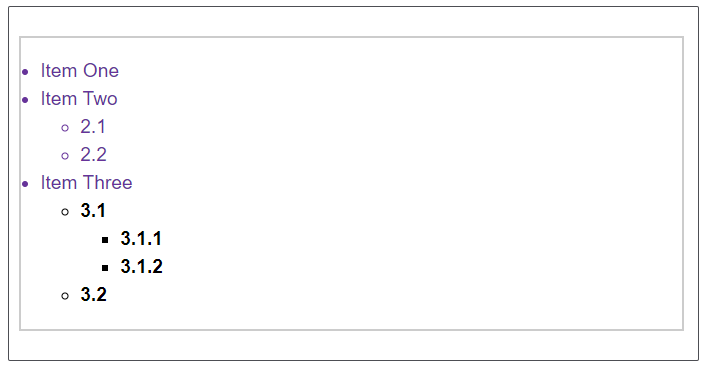 Item One
Item Two
2.1
2.2
Item Three
3.1
3.1.1
3.1.2
3.2